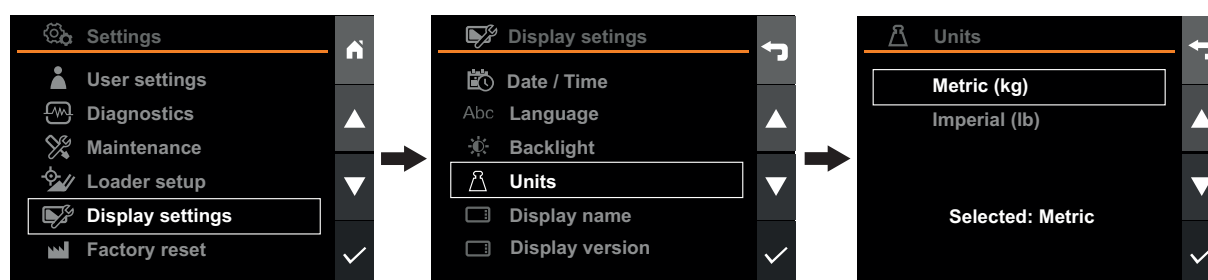 Settings
User settings
Diagnostics
Maintenance
Loader setup
Display settings
Factory reset
Display setings
Date / Time
Abc Language
Backlight
Units
Display name
Display version
Units
Metric (kg)
Imperial (lb)
Selected: Metric